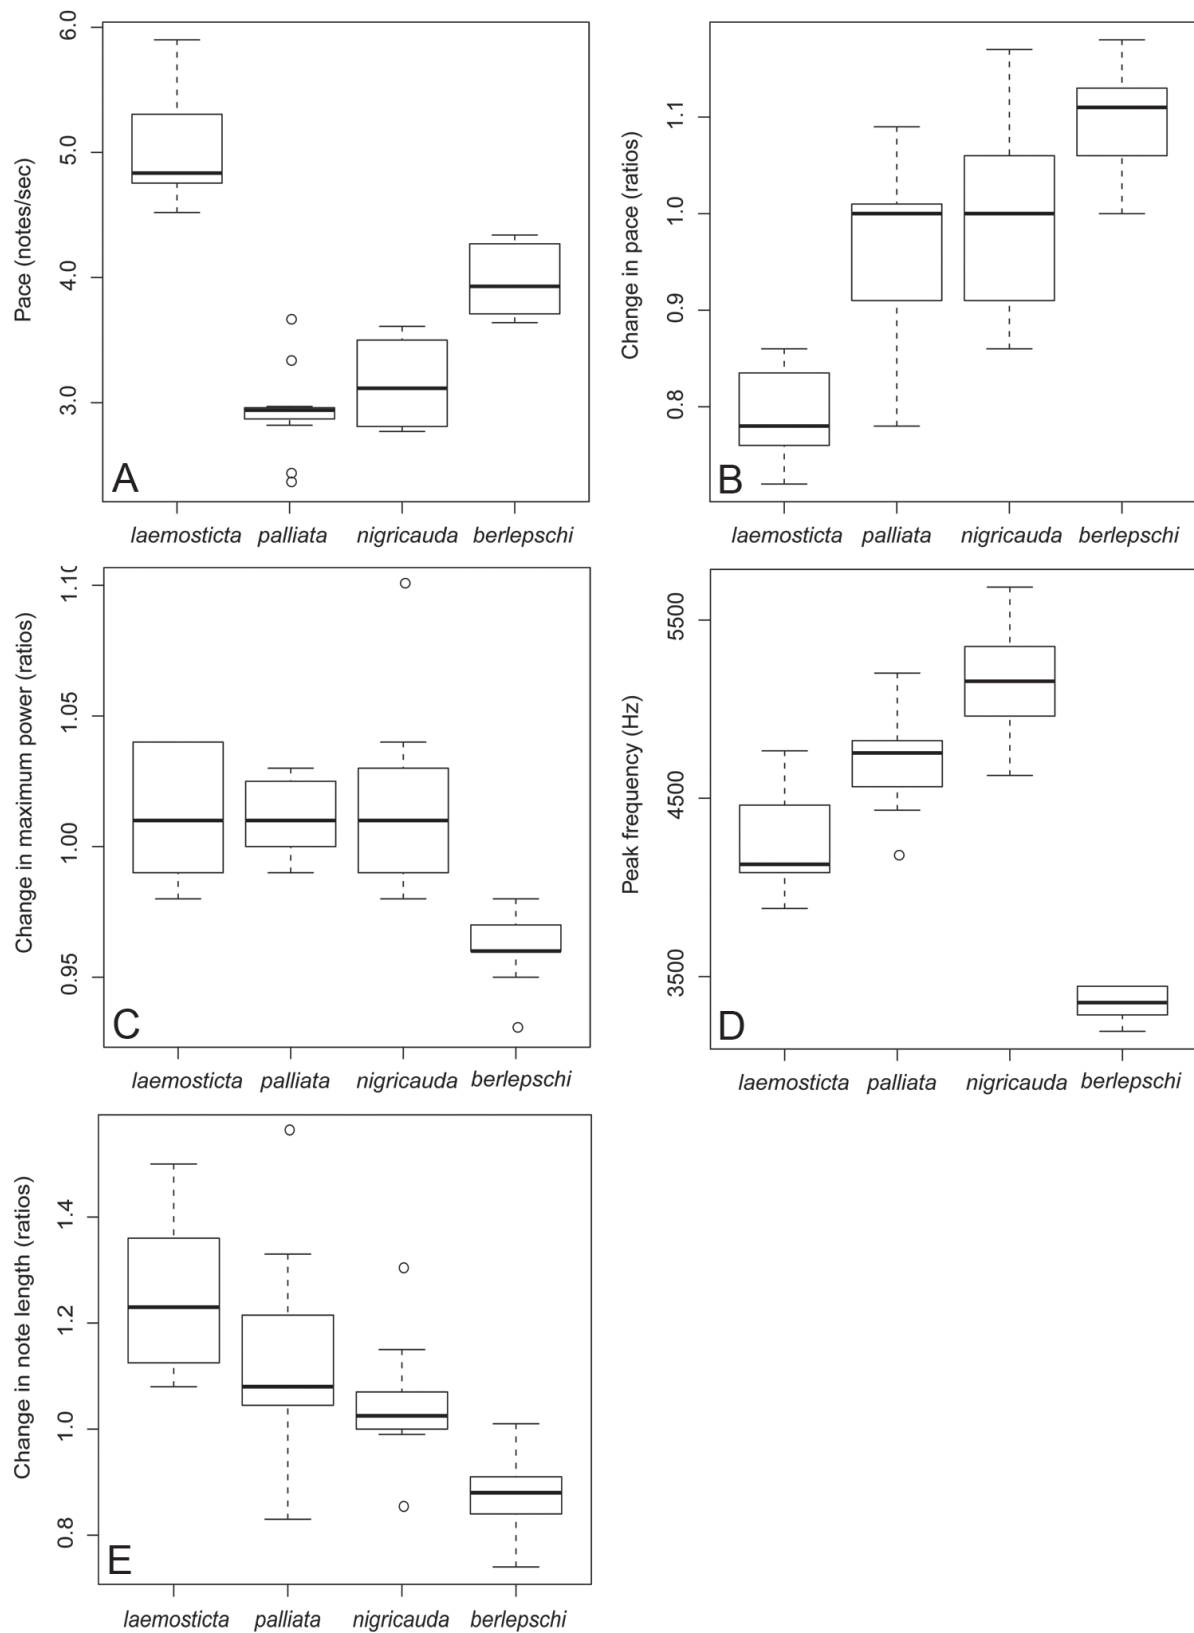 Pace (notes/sec)
6.0
5.0
4.0
3.0
A
laemosticta palliata nigricauda berlepschi
Change in pace (ratios)
1.1
1.0
0.9
0.8
B
laemosticta palliata nigricauda berlepschi
Change in maximum power (ratios)
1.10
1.05
1.00
0.95
C
laemosticta palliata nigricauda berlepschi
Peak frequency (Hz)
5500
4500
3500
D
laemosticta palliata nigricauda berlepschi
Change in note length (ratios)
1.4
1.2
1.0
0.8
E
laemosticta palliata nigricauda berlepschi